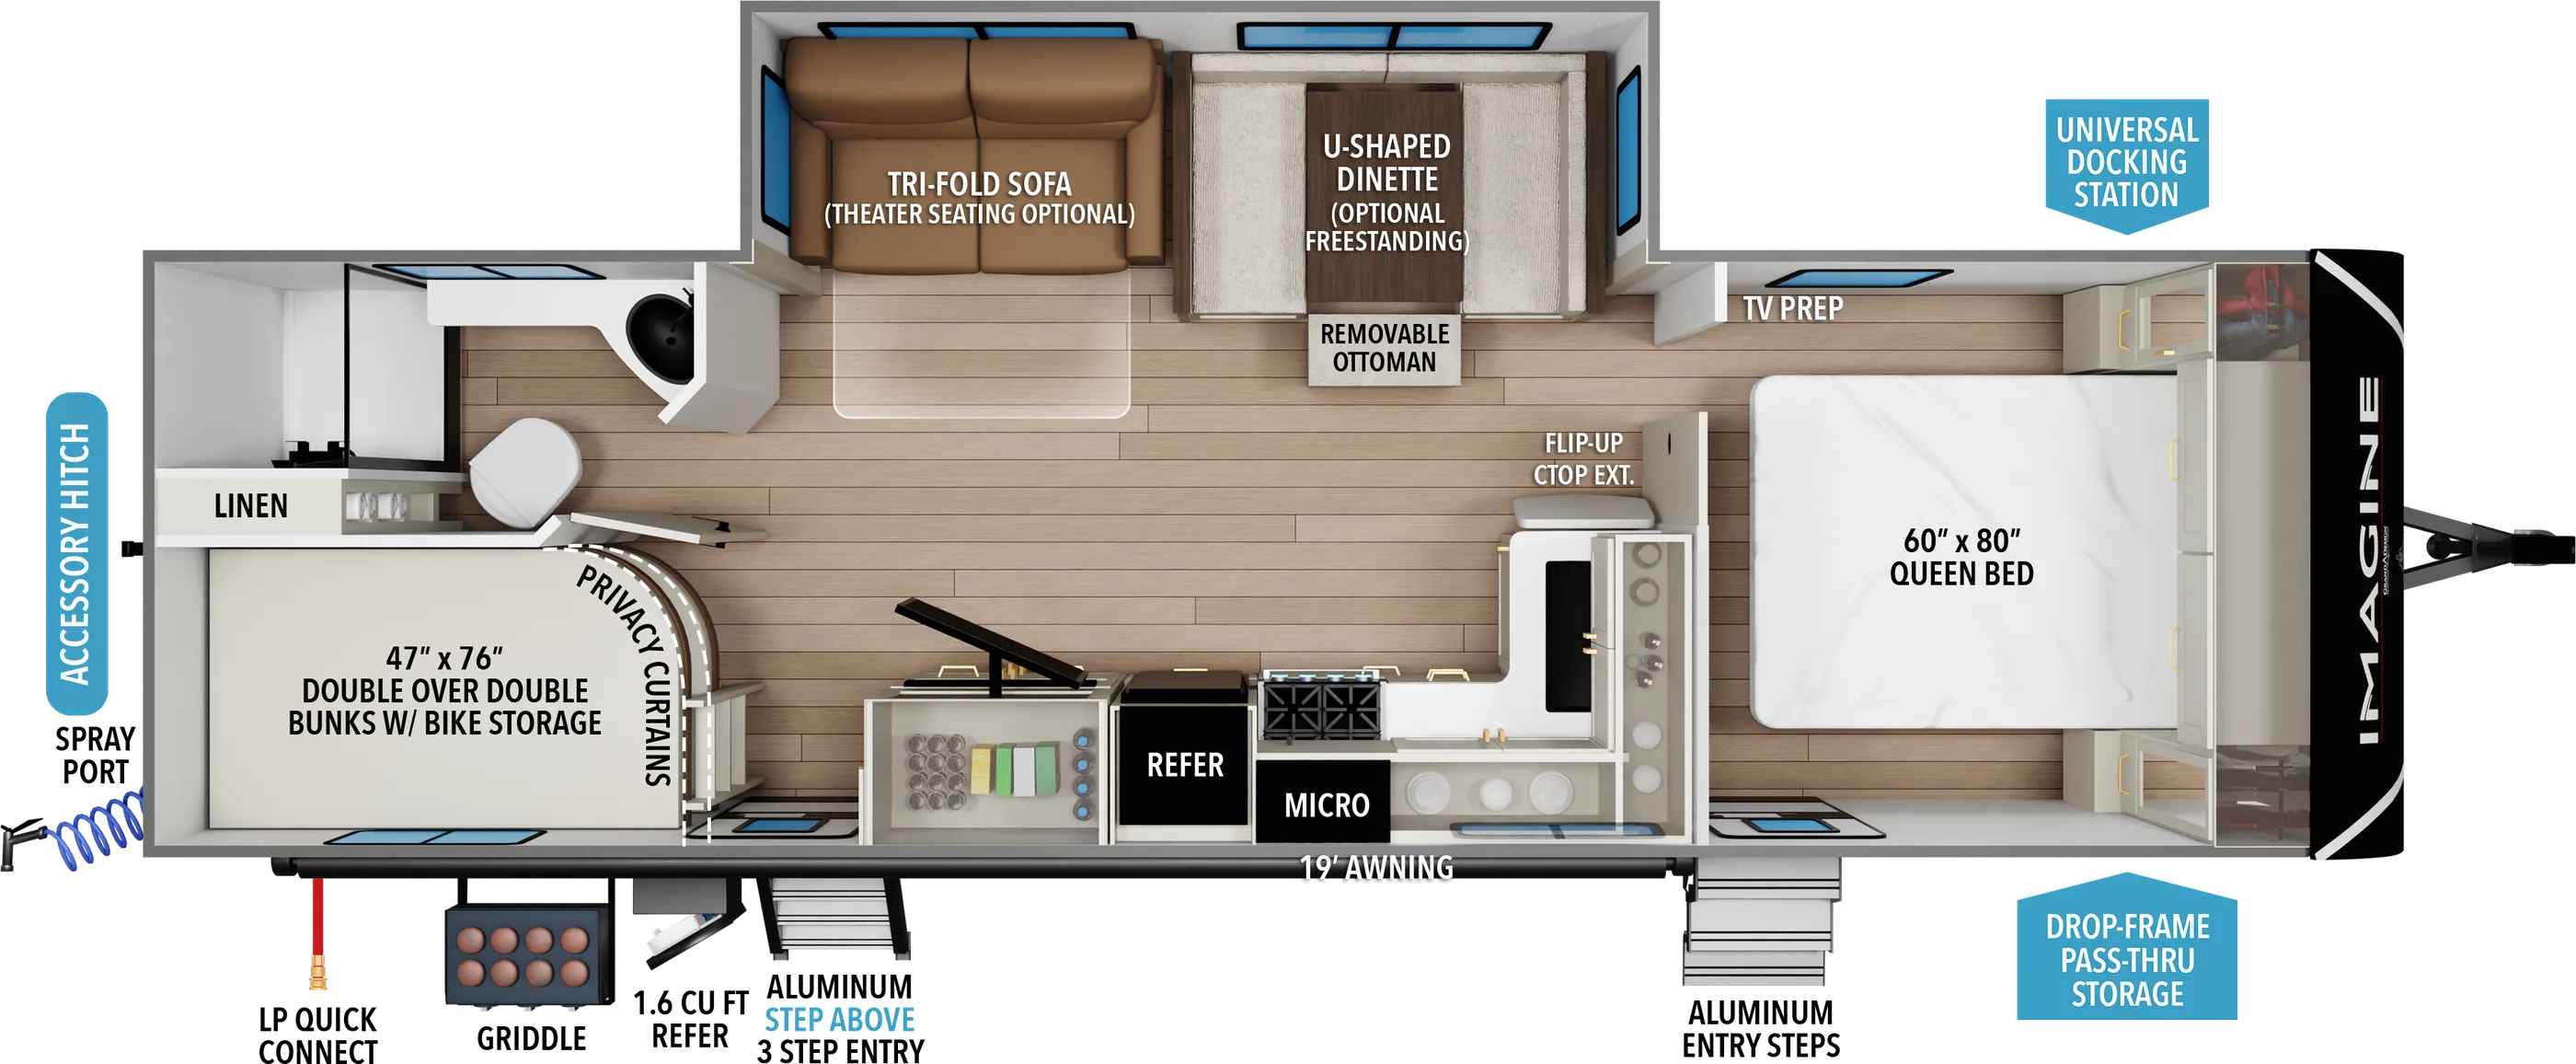 UNIVERSAL
DOCKING
STATION
TRI-FOLD SOFA
(THEATER SEATING OPTIONAL)
U-SHAPED
DINETTE
(OPTIONAL
FREESTANDING)
REMOVABLE
OTTOMAN
TV PREP
FLIP-UP
CTOP EXT.
LINEN
ACCESSORY HITCH
60" x 80"
QUEEN BED
IMAGINE
PRIVACY CURTAINS
47" x 76"
DOUBLE OVER DOUBLE
BUNKS W/ BIKE STORAGE
SPRAY
PORT
REFER
MICRO
19' AWNING
LP QUICK
CONNECT
GRIDDLE
1.6 CU FT
REFER
ALUMINUM
STEP ABOVE
3 STEP ENTRY
ALUMINUM
ENTRY STEPS
DROP-FRAME
PASS-THRU
STORAGE